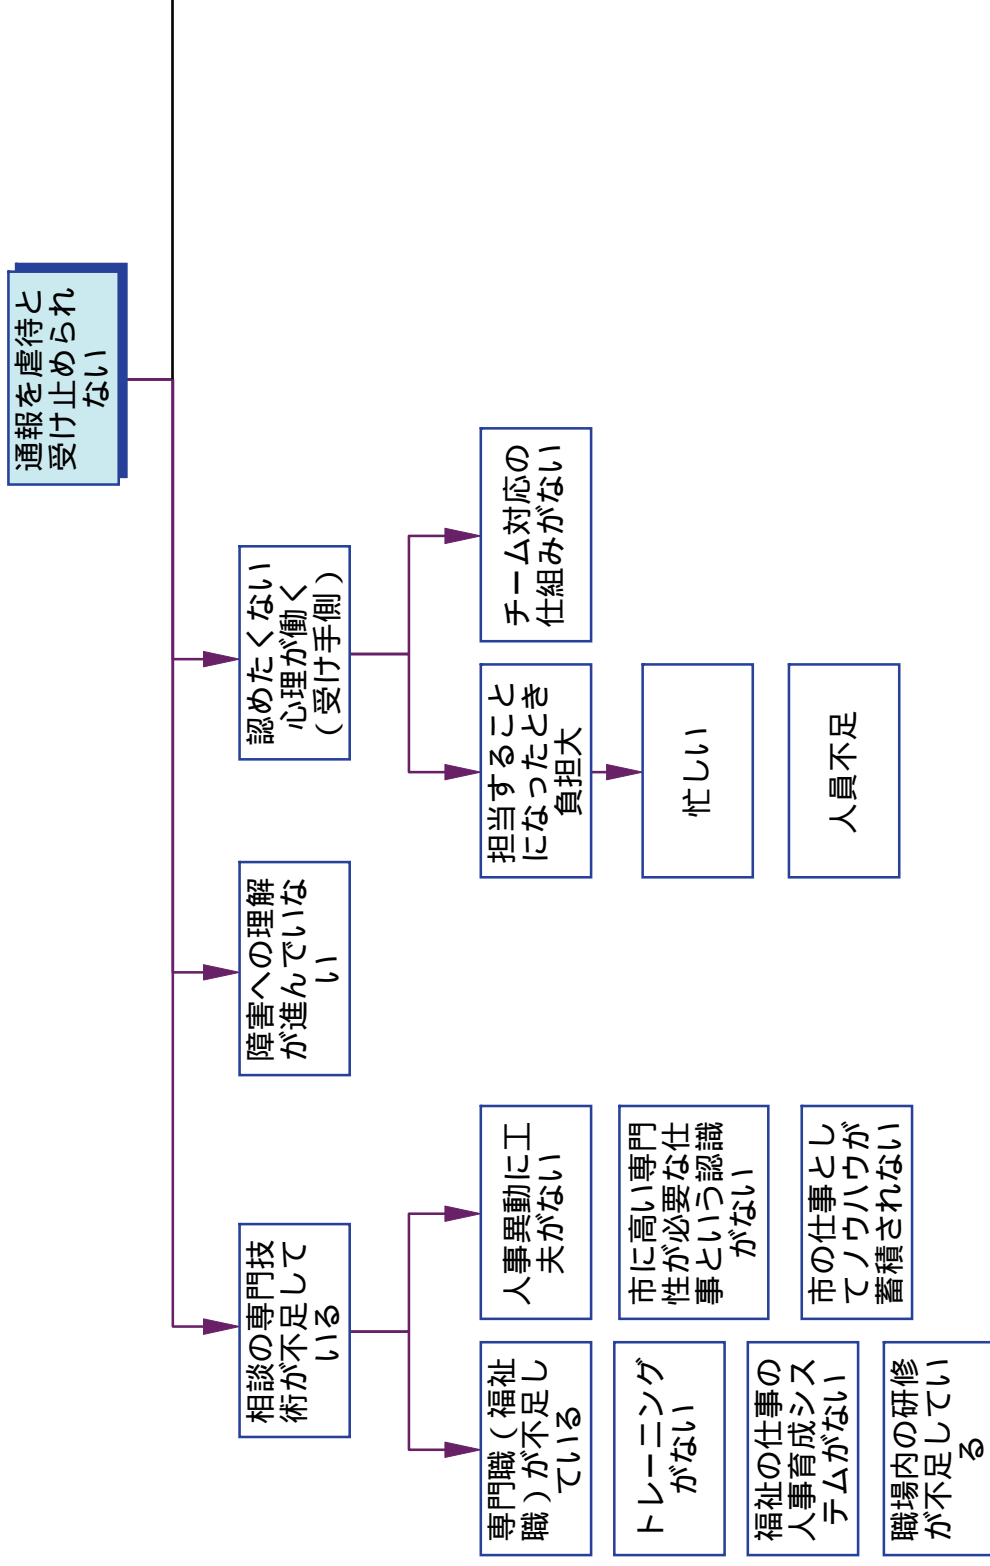 通報を虐待と
受け止められ
ない
相談の専門技
術が不足して
いる
障害への理解
が進んでいな
い
認めたくない
心理が働く
（受け手側）
専門職（福祉
職）が不足し
ている
人事異動に工
夫がない
担当すること
になったとき
負担大
チーム対応の
仕組みがない
トレーニング
がない
市に高い専門
性が必要な仕
事という認識
がない
忙しい
福祉の仕事の
人事育成シス
テムがない
市の仕事とし
てノウハウが
蓄積されない
人員不足
職場内の研修
が不足してい
る